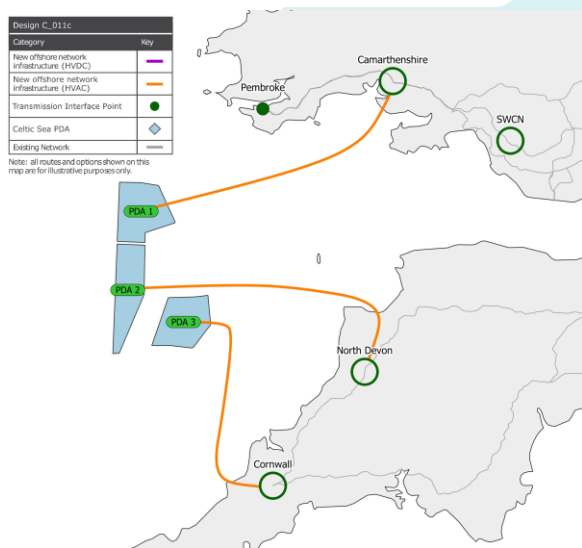 Design C_011c
Category Key
New offshore network
infrastructure (HVDC)
New offshore network
infrastructure (HVAC)
Transmission Interface Point
Celtic Sea PDA
Existing Network
Note: all routes and options shown on this
map are for illustrative purposes only.
Camarthenshire
Pembroke
SWCN
PDA 1
PDA 2
PDA 3
North Devon
Cornwall